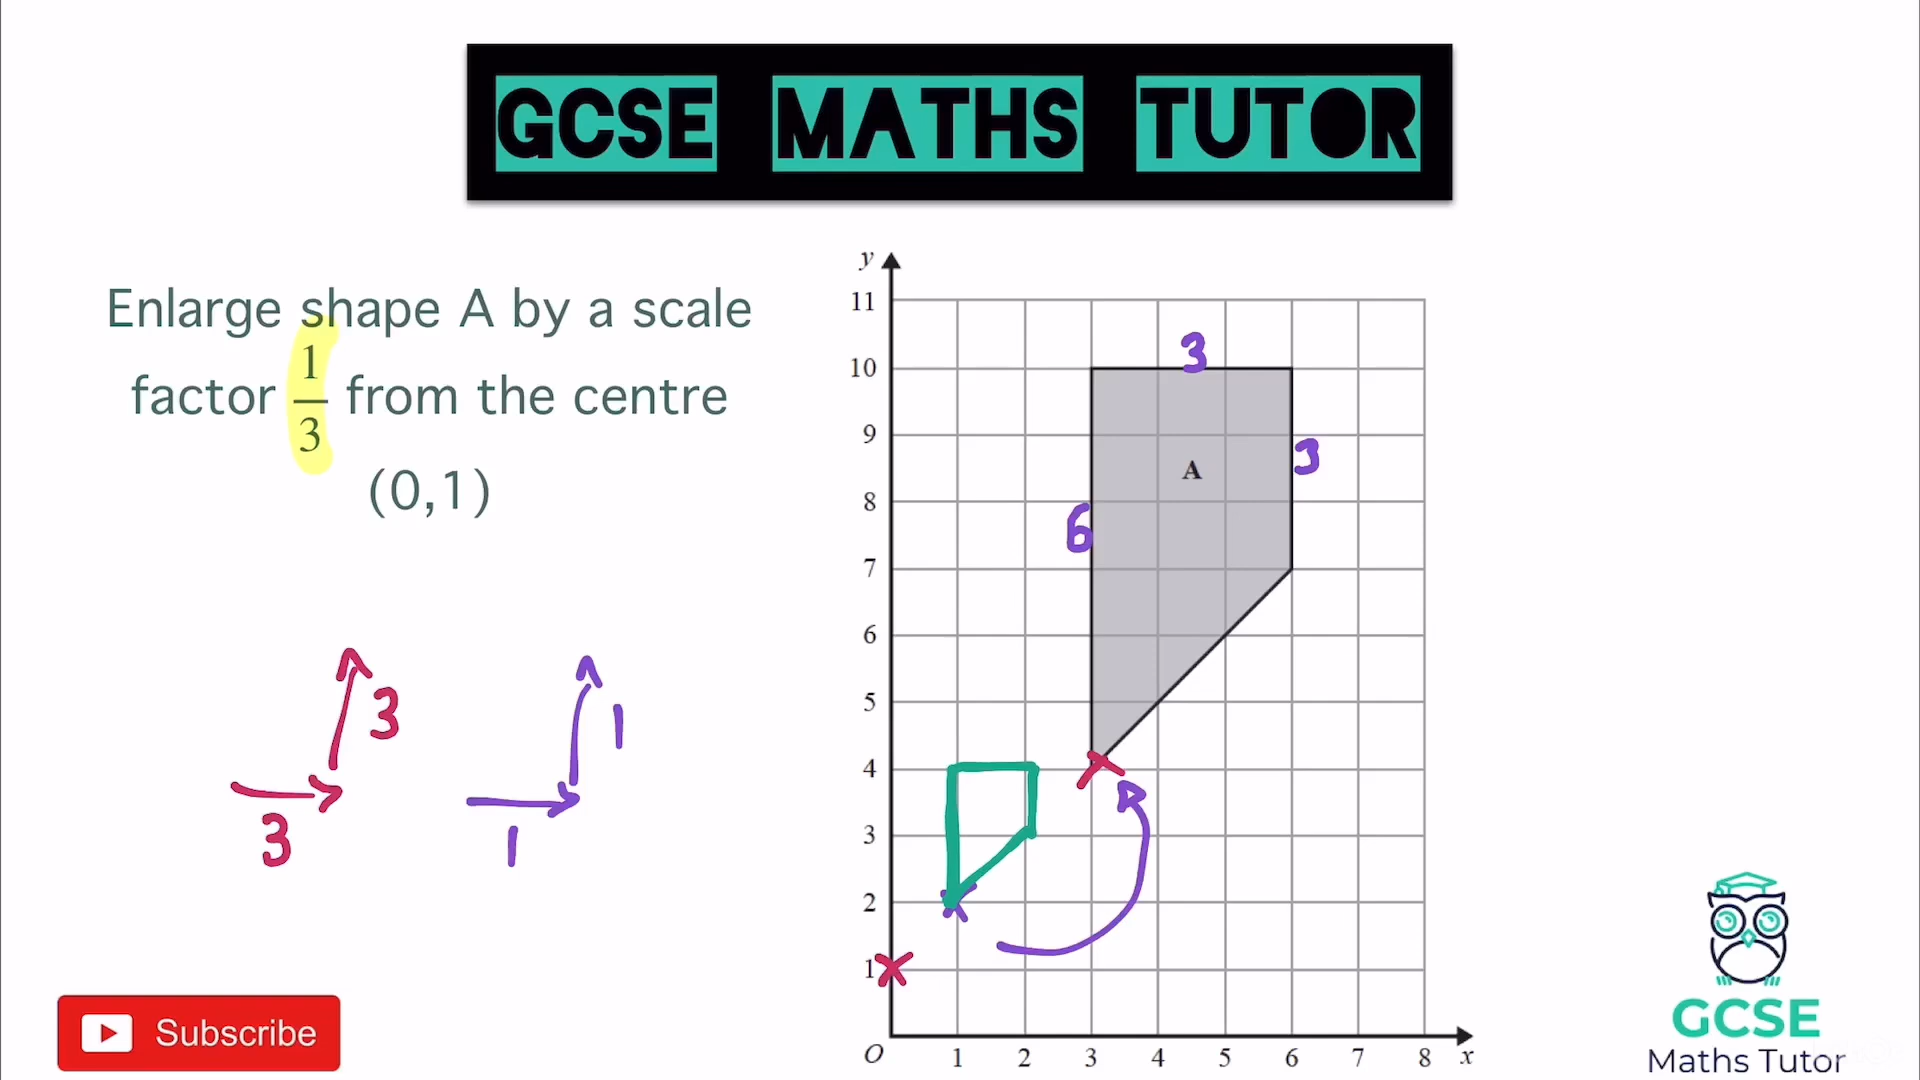 GCSE MATHS TUTOR
Enlarge shape A by a scale
factor 1/3 from the centre
(0,1)
3
3
1
1
y
11
10
9
8
7
6
5
4
3
2
1
O
1 2 3 4 5 6 7 8 x
3
3
6
A
Subscribe
GCSE
Maths Tutor